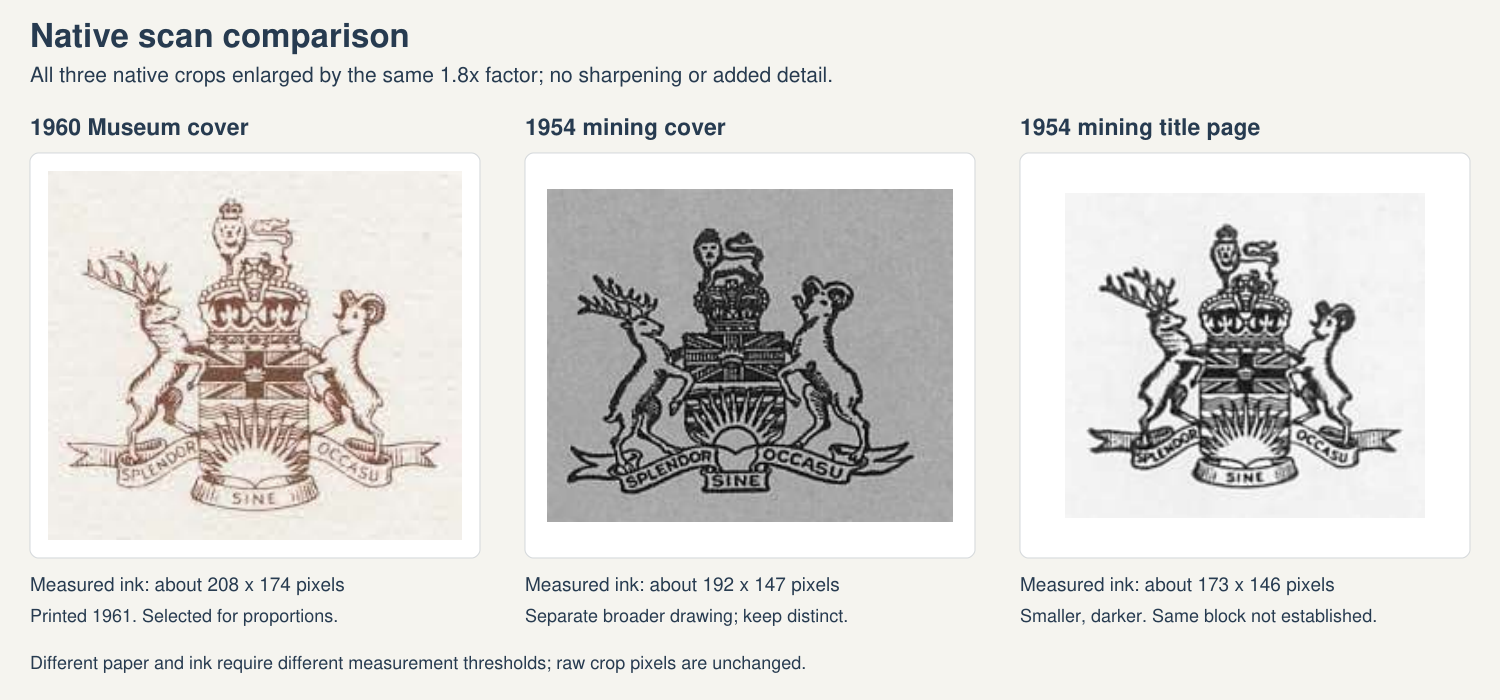 Native scan comparison
All three native crops enlarged by the same 1.8x factor; no sharpening or added detail.
1960 Museum cover
1954 mining cover
1954 mining title page
SPLENDOR
OCCASU
SINE
SPLENDOR
OCCASU
SINE
SPLENDOR
OCCASU
SINE
Measured ink: about 208 x 174 pixels
Printed 1961. Selected for proportions.
Measured ink: about 192 x 147 pixels
Separate broader drawing; keep distinct.
Measured ink: about 173 x 146 pixels
Smaller, darker. Same block not established.
Different paper and ink require different measurement thresholds; raw crop pixels are unchanged.